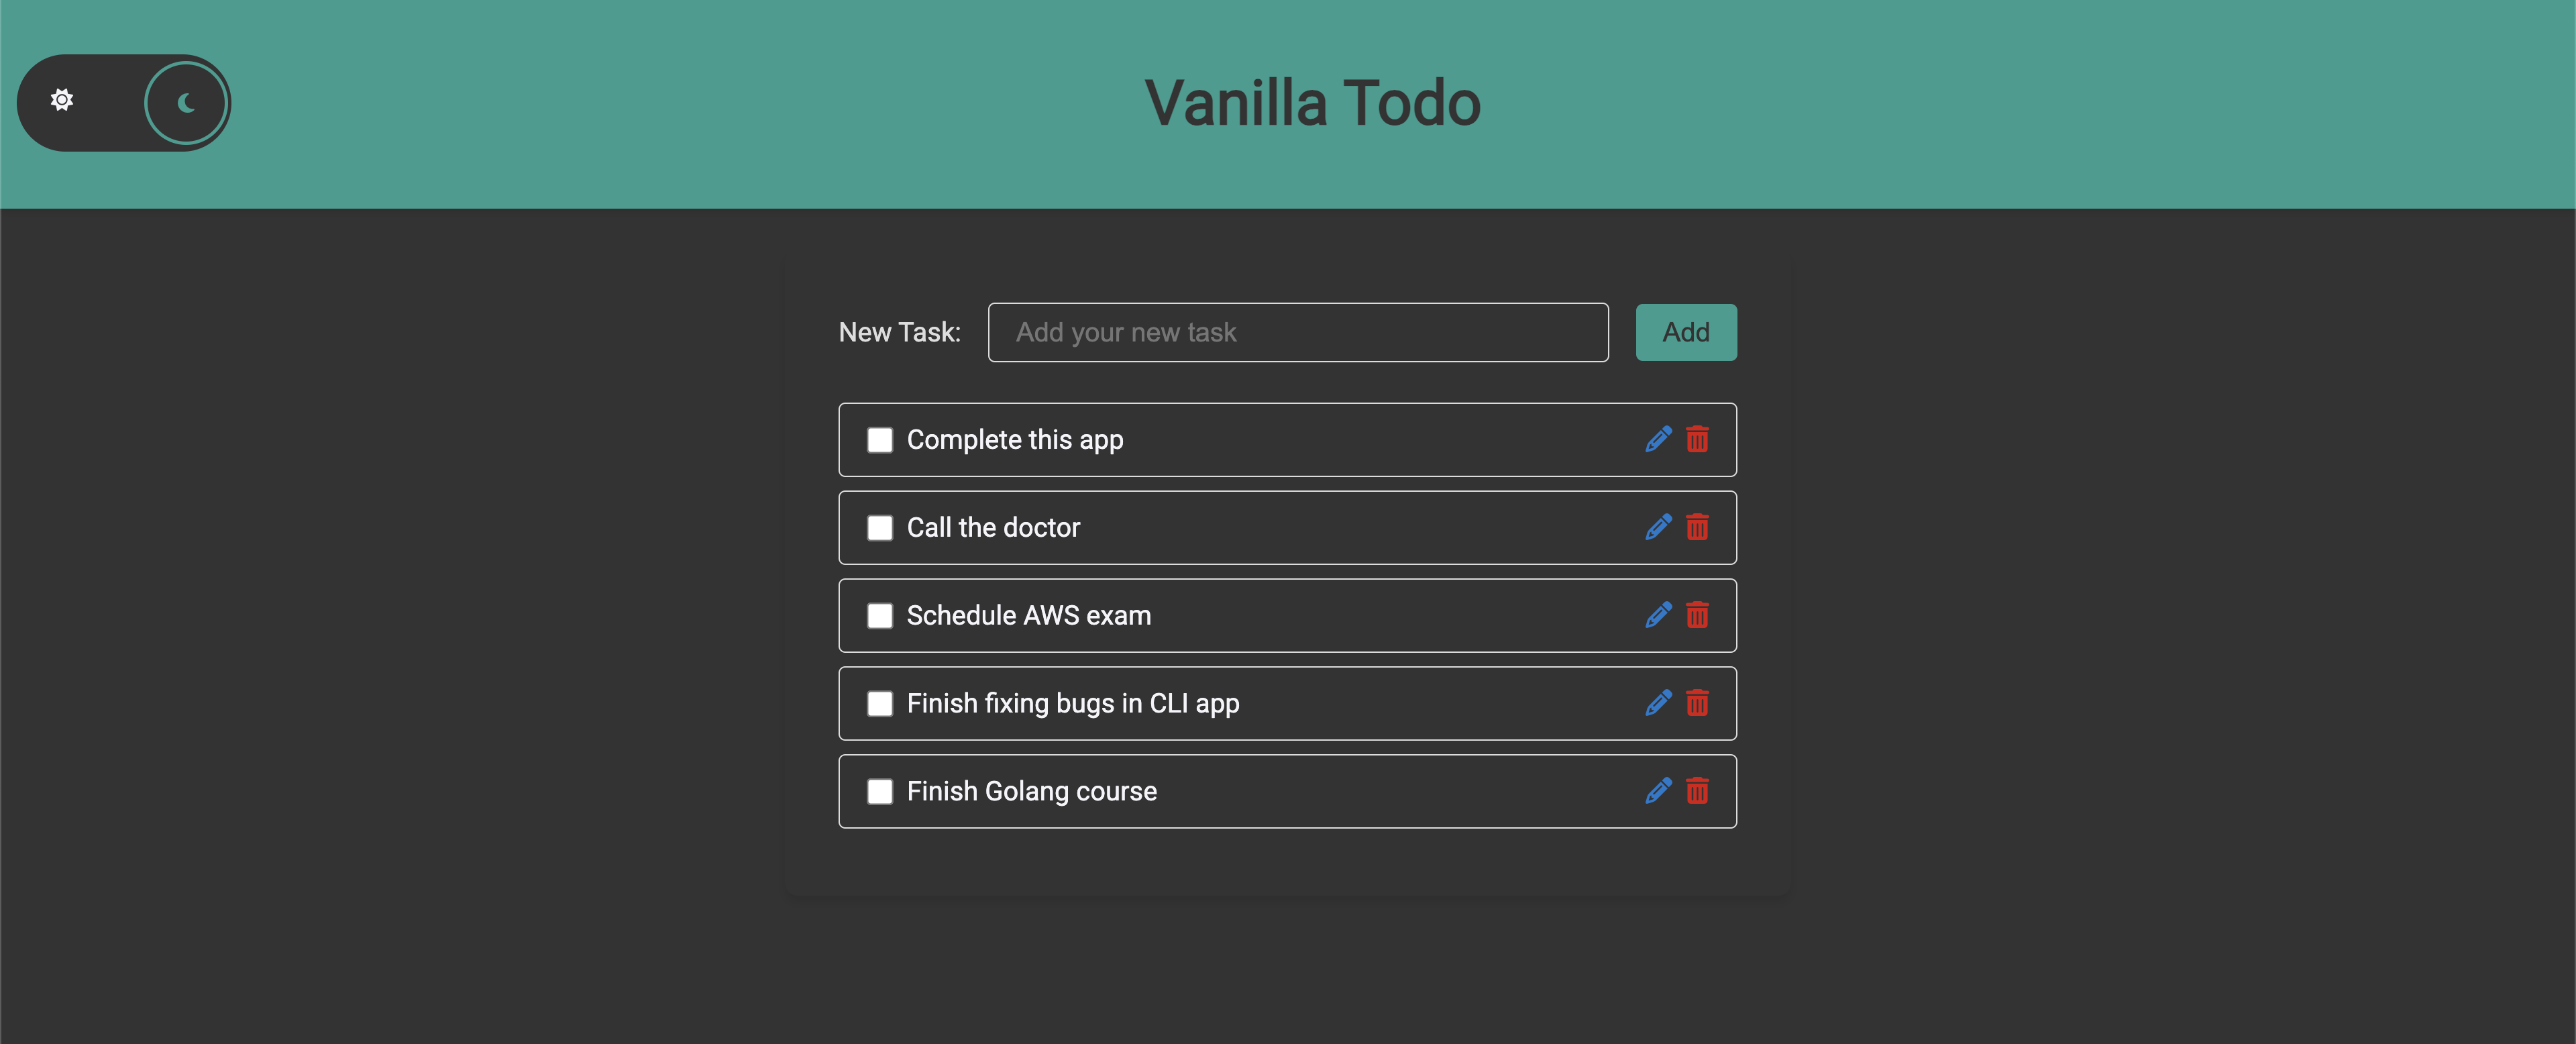 Vanilla Todo
New Task: Add your new task Add
Complete this app
Call the doctor
Schedule AWS exam
Finish fixing bugs in CLI app
Finish Golang course